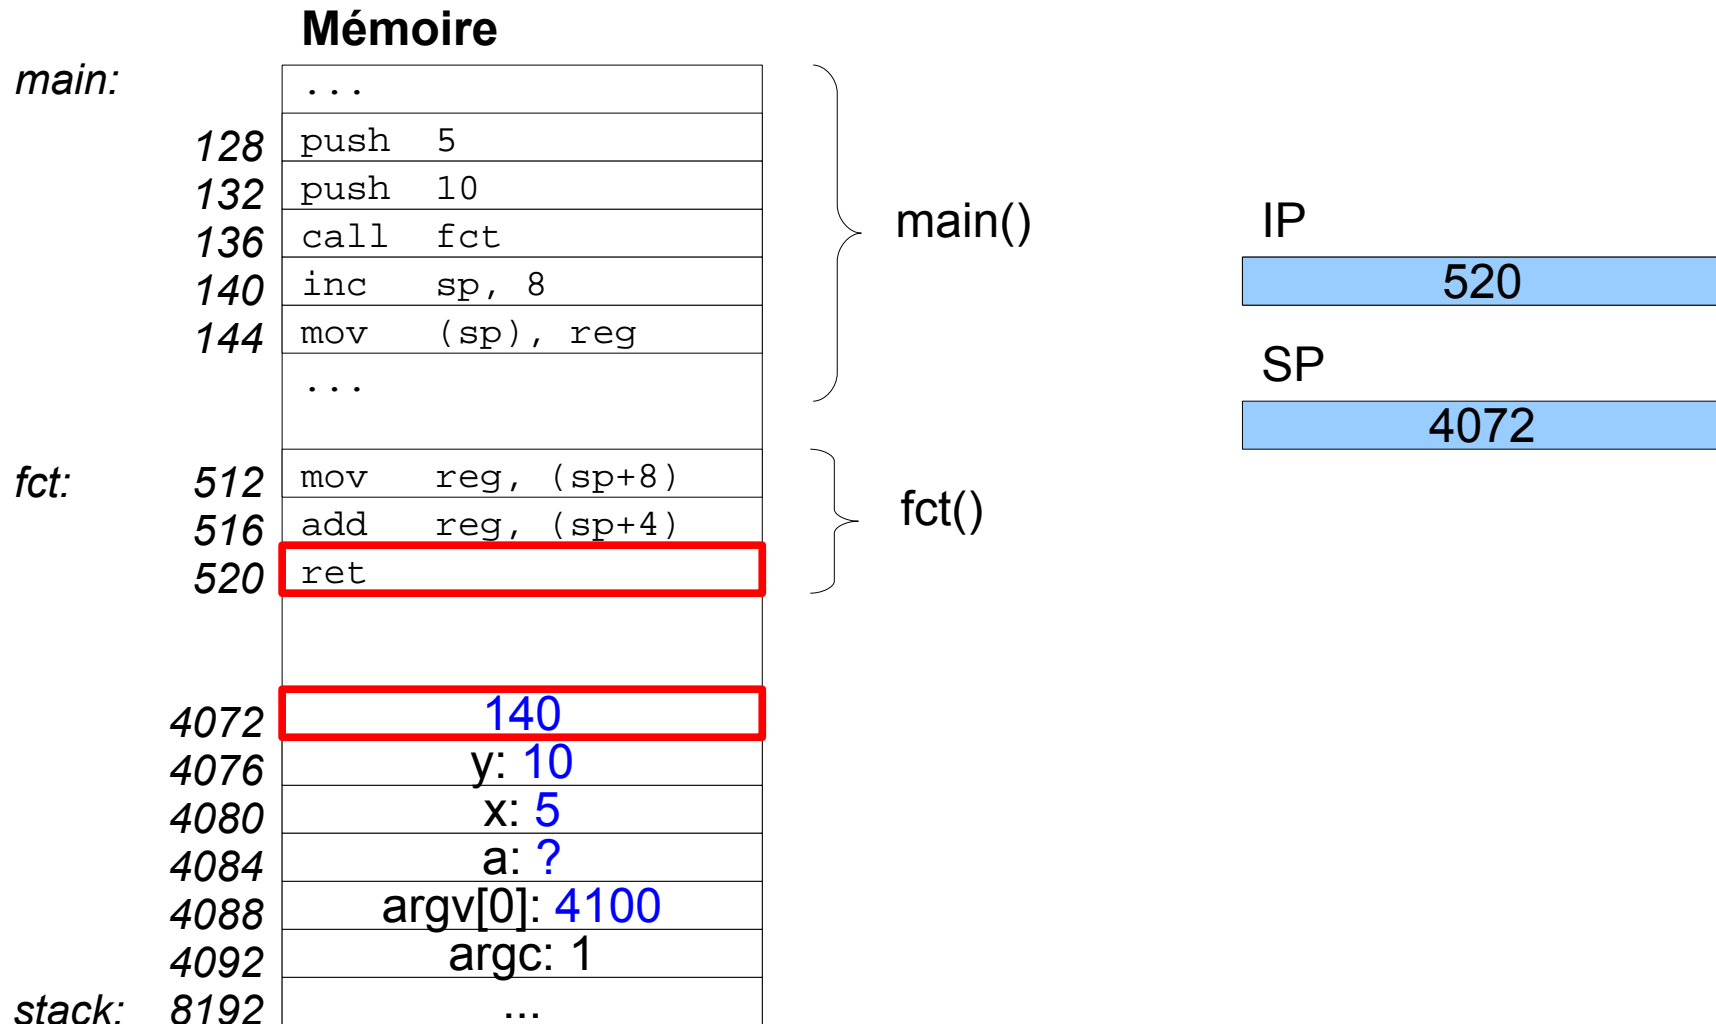 Mémoire
main:
...
128 push 5
132 push 10
136 call fct
140 inc sp, 8
144 mov (sp), reg
...
main()
IP
520
SP
4072
fct:
512 mov reg, (sp+8)
516 add reg, (sp+4)
520 ret
fct()
4072 140
4076 y: 10
4080 x: 5
4084 a: ?
4088 argv[0]: 4100
4092 argc: 1
stack: 8192 ...